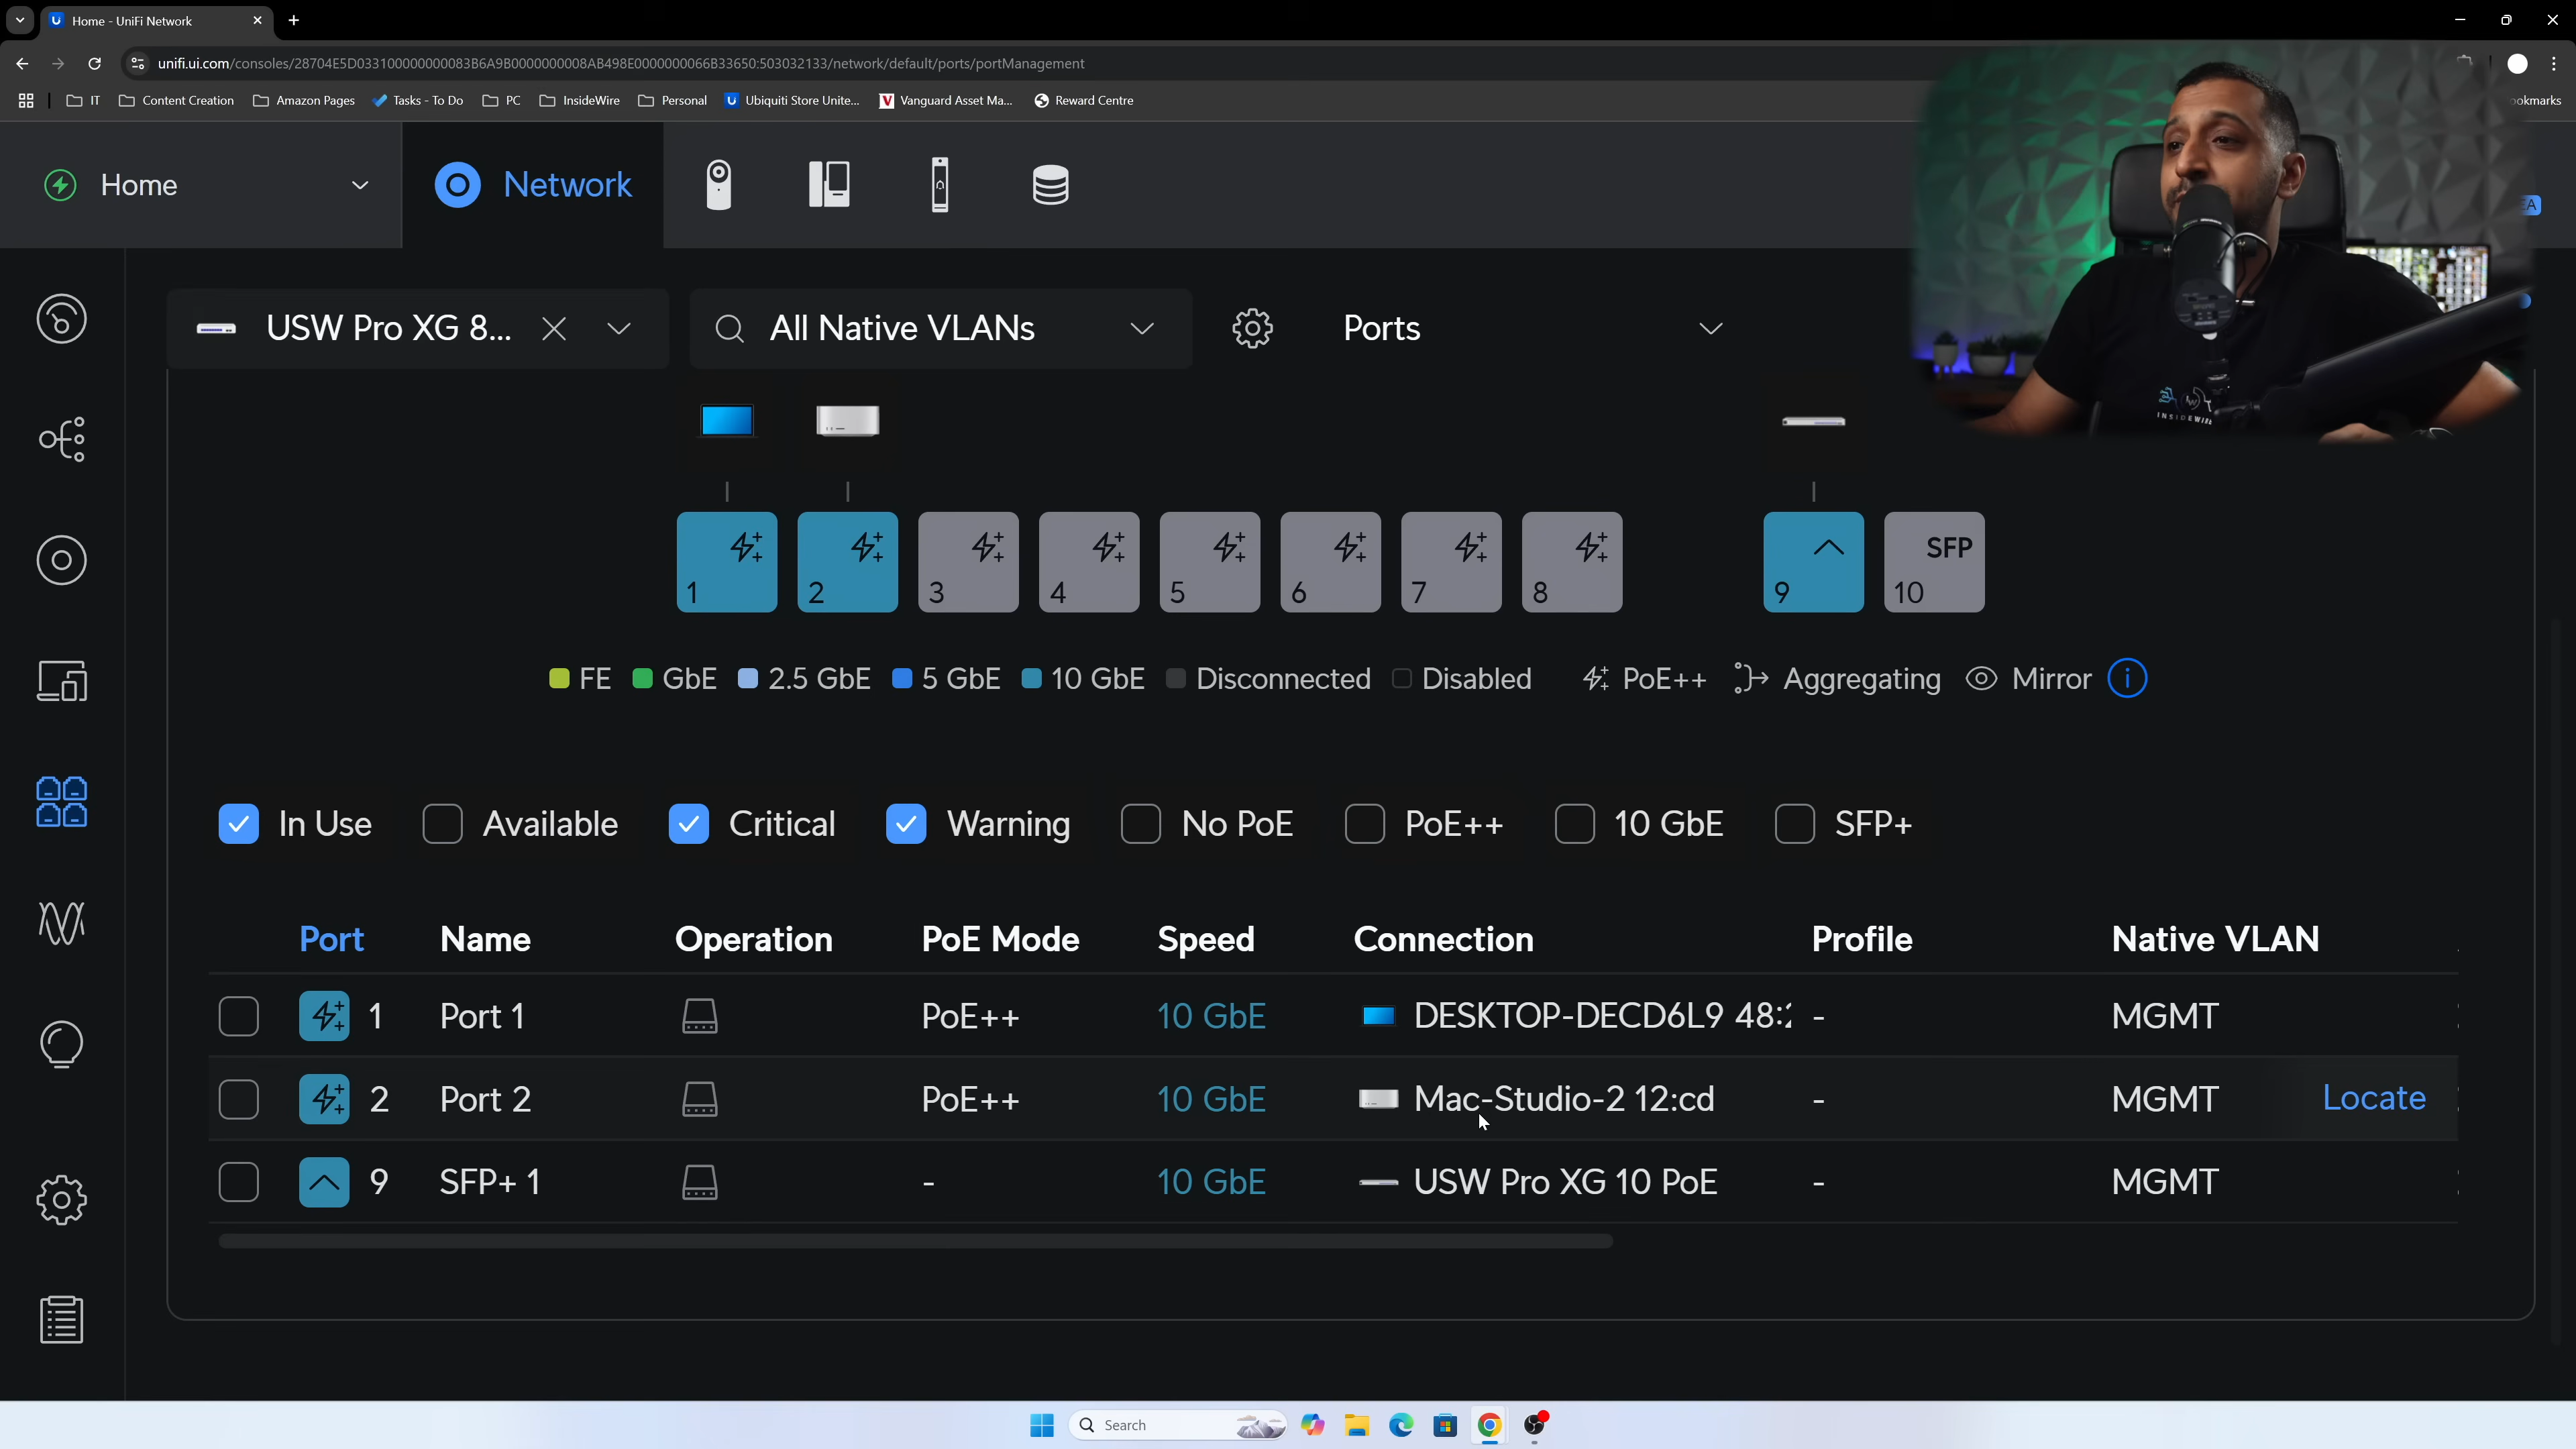 Home - UniFi Network
unifi.ui.com/consoles/28704E5D033100000000083B6A9B0000000008AB498E0000000066B33650:503032133/network/default/ports/portManagement
IT Content Creation Amazon Pages Tasks - To Do PC InsideWire Personal Ubiquiti Store Unite... Vanguard Asset Ma... Reward Centre ookmarks
Home Network
EA
USW Pro XG 8... All Native VLANs Ports
INSIDEWIRE
SFP
1 2 3 4 5 6 7 8 9 10
FE GbE 2.5 GbE 5 GbE 10 GbE Disconnected Disabled PoE++ Aggregating Mirror
In Use Available Critical Warning No PoE PoE++ 10 GbE SFP+
Port Name Operation PoE Mode Speed Connection Profile Native VLAN
1 Port 1 PoE++ 10 GbE DESKTOP-DECD6L9 48: - MGMT
2 Port 2 PoE++ 10 GbE Mac-Studio-2 12:cd - MGMT Locate
9 SFP+ 1 - 10 GbE USW Pro XG 10 PoE - MGMT
Search